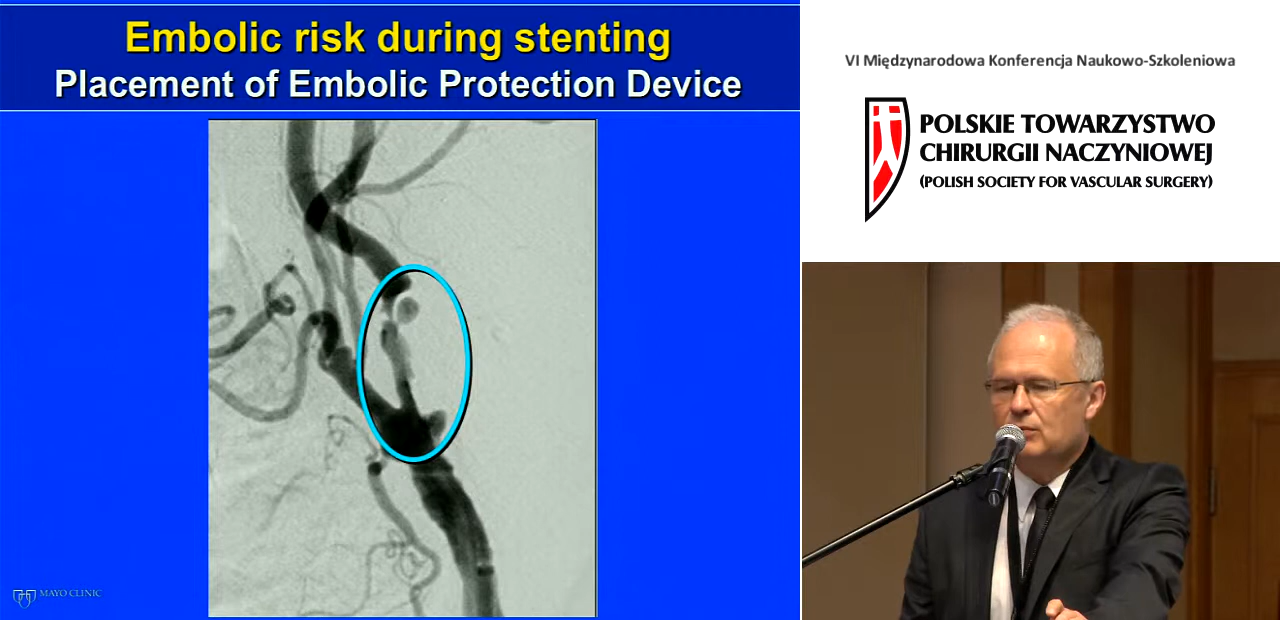 Embolic risk during stenting
Placement of Embolic Protection Device
MAYO CLINIC
VI Międzynarodowa Konferencja Naukowo-Szkoleniowa
POLSKIE TOWARZYSTWO
CHIRURGII NACZYNIOWEJ
(POLISH SOCIETY FOR VASCULAR SURGERY)